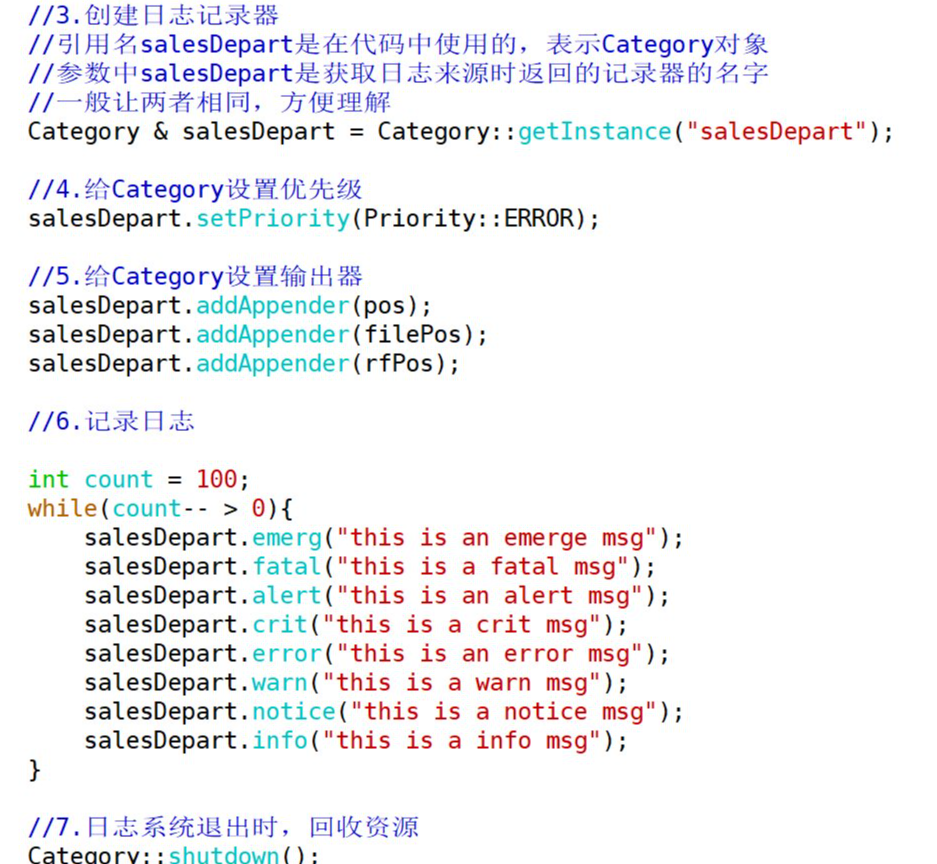 //3.创建日志记录器
//引用名salesDepart是在代码中使用的，表示Category对象
//参数中salesDepart是获取日志来源时返回的记录器的名字
//一般让两者相同，方便理解
Category & salesDepart = Category::getInstance("salesDepart");
//4.给Category设置优先级
salesDepart.setPriority(Priority::ERROR);
//5.给Category设置输出器
salesDepart.addAppender(pos);
salesDepart.addAppender(filePos);
salesDepart.addAppender(rfPos);
//6.记录日志
int count = 100;
while(count-- > 0){
    salesDepart.emerg("this is an emerge msg");
    salesDepart.fatal("this is a fatal msg");
    salesDepart.alert("this is an alert msg");
    salesDepart.crit("this is a crit msg");
    salesDepart.error("this is an error msg");
    salesDepart.warn("this is a warn msg");
    salesDepart.notice("this is a notice msg");
    salesDepart.info("this is a info msg");
}
//7.日志系统退出时，回收资源
Category::shutdown();